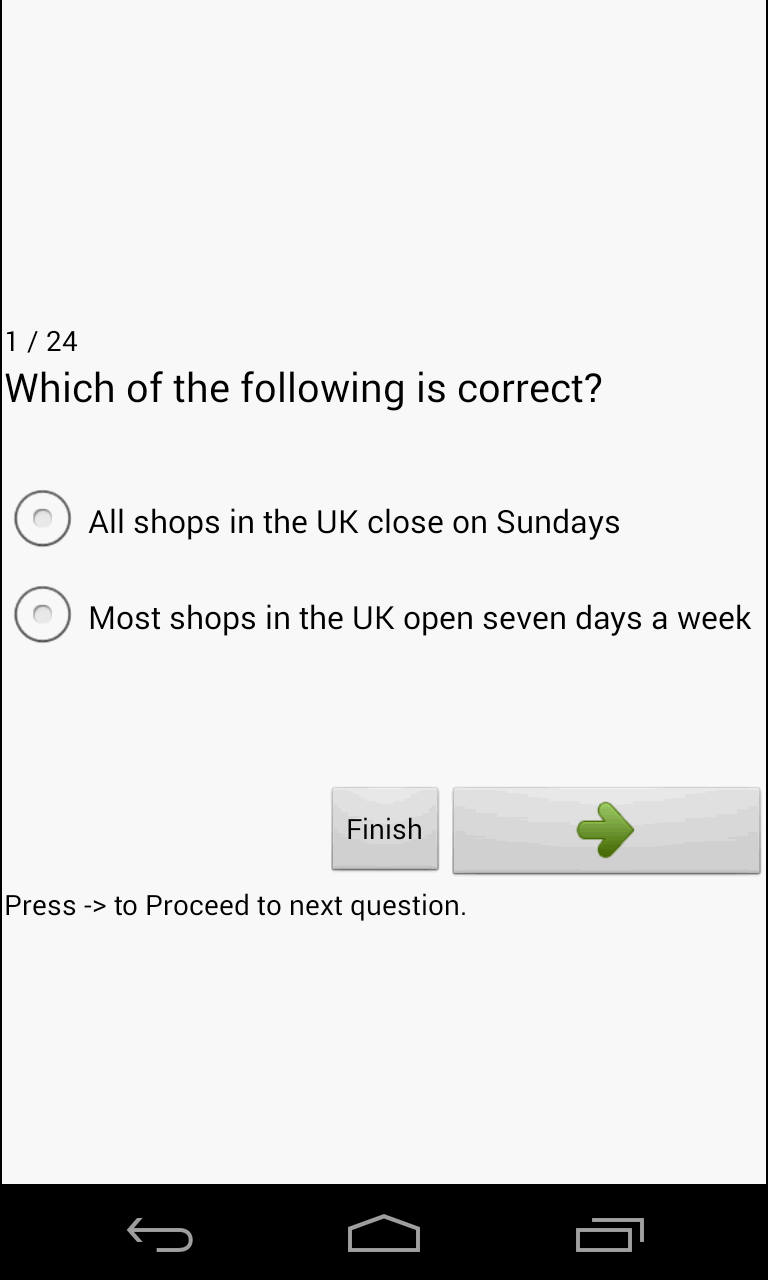 1 / 24
Which of the following is correct?
All shops in the UK close on Sundays
Most shops in the UK open seven days a week
Finish
Press -> to Proceed to next question.